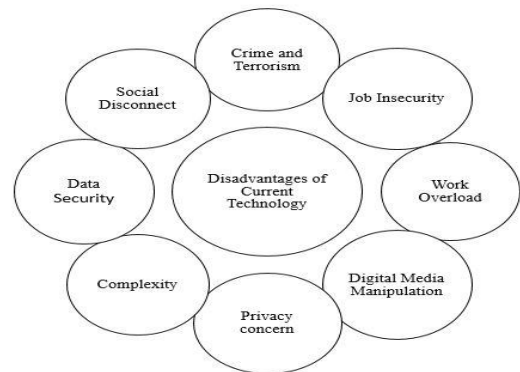 Crime and
Terrorism
Social
Disconnect
Job Insecurity
Data
Security
Disadvantages of
Current
Technology
Work
Overload
Complexity
Digital Media
Manipulation
Privacy
concern